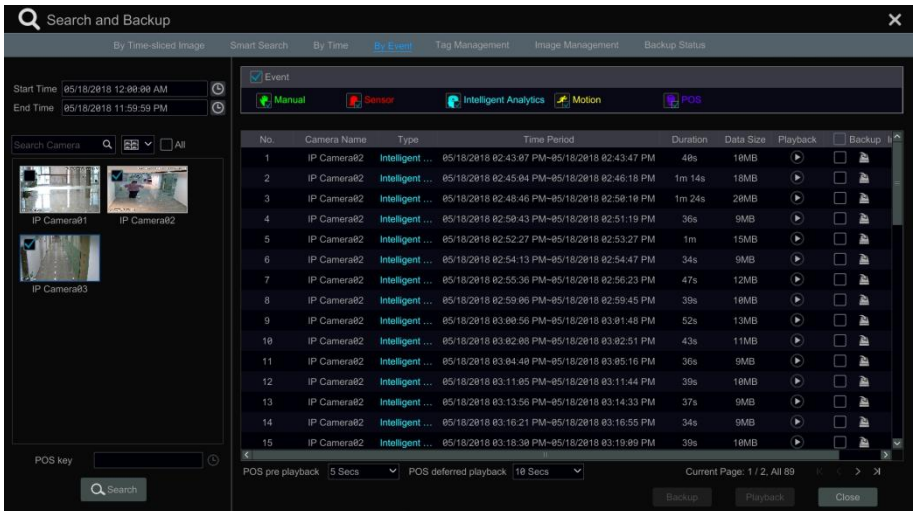 Search and Backup
By Time-sliced Image Smart Search By Time By Event Tag Management Image Management Backup Status
Start Time 05/18/2018 12:00:00 AM
End Time 05/18/2018 11:59:59 PM
Search Camera All
IP Camera01 IP Camera02
IP Camera03
POS key
Search
Event
Manual Sensor Intelligent Analytics Motion POS
No. Camera Name Type Time Period Duration Data Size Playback Backup
1 IP Camera02 Intelligent ... 05/18/2018 02:43:07 PM~05/18/2018 02:43:47 PM 40s 10MB
2 IP Camera02 Intelligent ... 05/18/2018 02:45:04 PM~05/18/2018 02:46:18 PM 1m 14s 18MB
3 IP Camera02 Intelligent ... 05/18/2018 02:48:46 PM~05/18/2018 02:50:10 PM 1m 24s 20MB
4 IP Camera02 Intelligent ... 05/18/2018 02:50:43 PM~05/18/2018 02:51:19 PM 36s 9MB
5 IP Camera02 Intelligent ... 05/18/2018 02:52:27 PM~05/18/2018 02:53:27 PM 1m 15MB
6 IP Camera02 Intelligent ... 05/18/2018 02:54:13 PM~05/18/2018 02:54:47 PM 34s 9MB
7 IP Camera02 Intelligent ... 05/18/2018 02:55:36 PM~05/18/2018 02:56:23 PM 47s 12MB
8 IP Camera02 Intelligent ... 05/18/2018 02:59:06 PM~05/18/2018 02:59:45 PM 39s 10MB
9 IP Camera02 Intelligent ... 05/18/2018 03:00:56 PM~05/18/2018 03:01:48 PM 52s 13MB
10 IP Camera02 Intelligent ... 05/18/2018 03:02:08 PM~05/18/2018 03:02:51 PM 43s 11MB
11 IP Camera02 Intelligent ... 05/18/2018 03:04:40 PM~05/18/2018 03:05:16 PM 36s 9MB
12 IP Camera02 Intelligent ... 05/18/2018 03:11:05 PM~05/18/2018 03:11:44 PM 39s 10MB
13 IP Camera02 Intelligent ... 05/18/2018 03:13:56 PM~05/18/2018 03:14:33 PM 37s 9MB
14 IP Camera02 Intelligent ... 05/18/2018 03:16:21 PM~05/18/2018 03:16:55 PM 34s 9MB
15 IP Camera02 Intelligent ... 05/18/2018 03:18:30 PM~05/18/2018 03:19:09 PM 39s 10MB
POS pre playback 5 Secs POS deferred playback 10 Secs Current Page: 1 / 2, All 89
Backup Playback Close